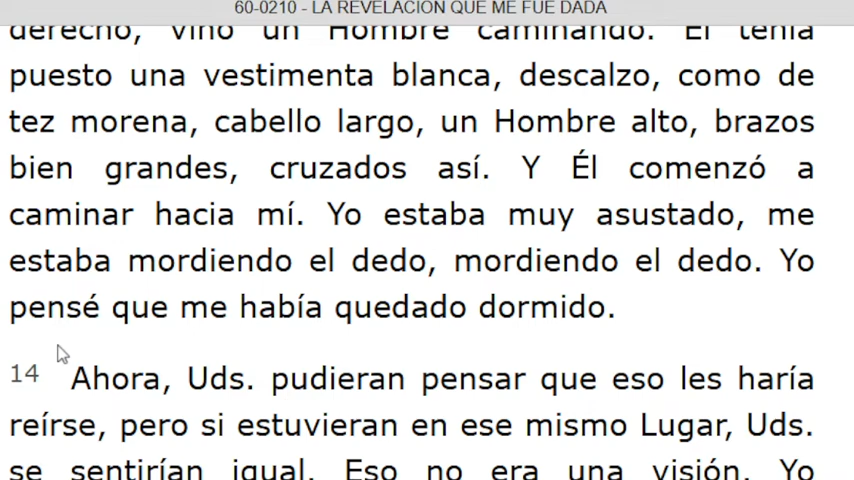 60-0210 - LA REVELACION QUE ME FUE DADA
derecho, vino un Hombre caminando. Él tenía
puesto una vestimenta blanca, descalzo, como de
tez morena, cabello largo, un Hombre alto, brazos
bien grandes, cruzados así. Y Él comenzó a
caminar hacia mí. Yo estaba muy asustado, me
estaba mordiendo el dedo, mordiendo el dedo. Yo
pensé que me había quedado dormido.
14 Ahora, Uds. pudieran pensar que eso les haría
reírse, pero si estuvieran en ese mismo Lugar, Uds.
se sentirían igual. Eso no era una visión. Yo